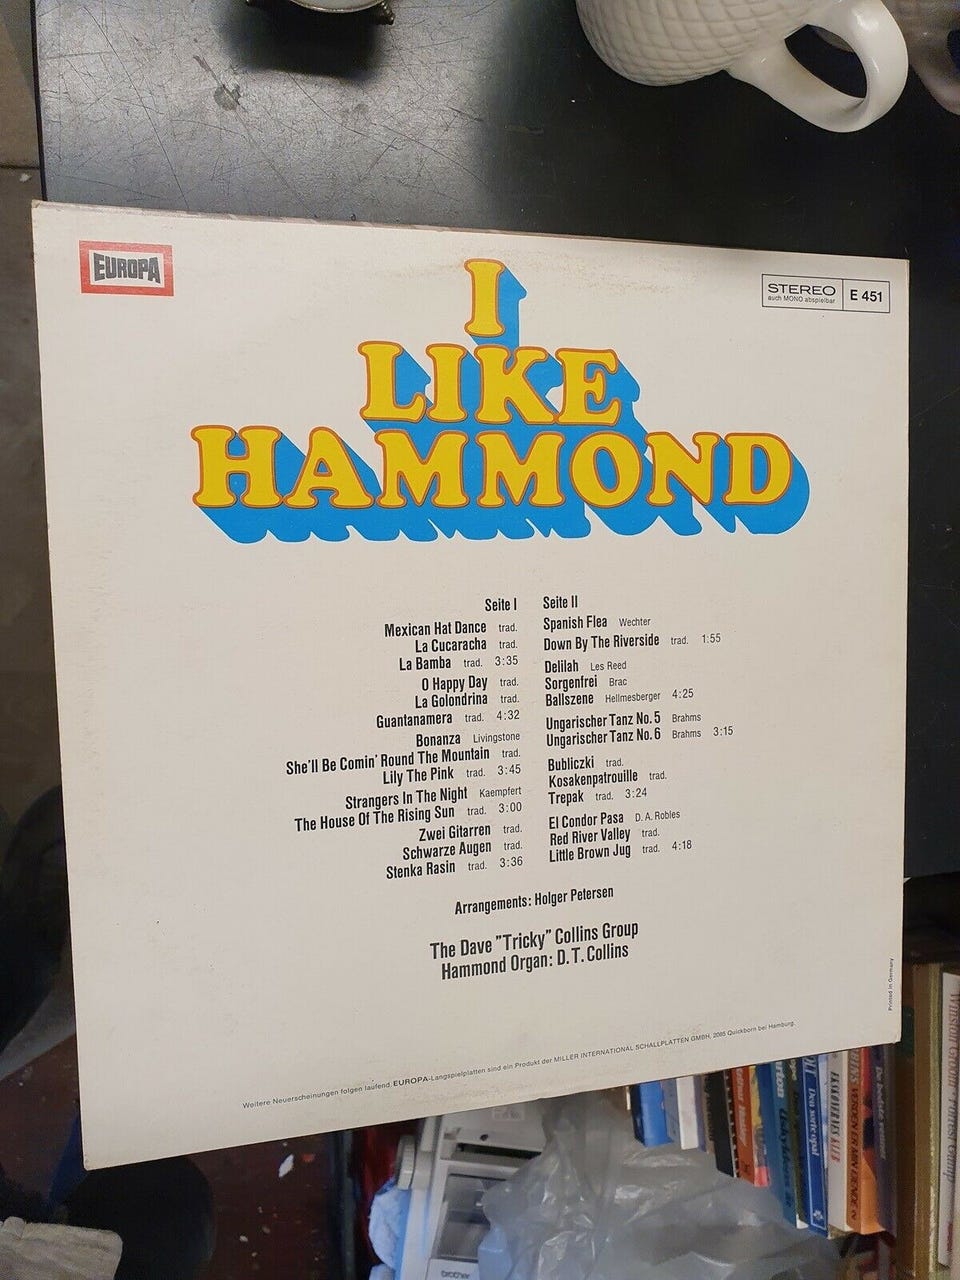 EUROPA
STEREO
auch MONO abspielbar
E 451
I
LIKE
HAMMOND
Seite I
Mexican Hat Dance trad.
La Cucaracha trad.
La Bamba trad. 3:35
O Happy Day trad.
La Golondrina trad.
Guantanamera trad. 4:32
Bonanza Livingstone
She'll Be Comin' Round The Mountain trad.
Lily The Pink trad. 3:45
Strangers In The Night Kaempfert
The House Of The Rising Sun trad. 3:00
Zwei Gitarren trad.
Schwarze Augen trad.
Stenka Rasin trad. 3:36
Seite II
Spanish Flea Wechter
Down By The Riverside trad. 1:55
Delilah Les Reed
Sorgenfrei Brac
Ballszene Hellmesberger 4:25
Ungarischer Tanz No. 5 Brahms
Ungarischer Tanz No. 6 Brahms 3:15
Bubliczki trad.
Kosakenpatrouille trad.
Trepak trad. 3:24
El Condor Pasa D. A. Robles
Red River Valley trad.
Little Brown Jug trad. 4:18
Arrangements: Holger Petersen
The Dave "Tricky" Collins Group
Hammond Organ: D. T. Collins
Printed in Germany
Weitere Neuerscheinungen folgen laufend. EUROPA-Langspielplatten sind ein Produkt der MILLER INTERNATIONAL SCHALLPLATTEN GMBH, 2085 Quickborn bei Hamburg.
Winston Groom Forrest Gump
brother